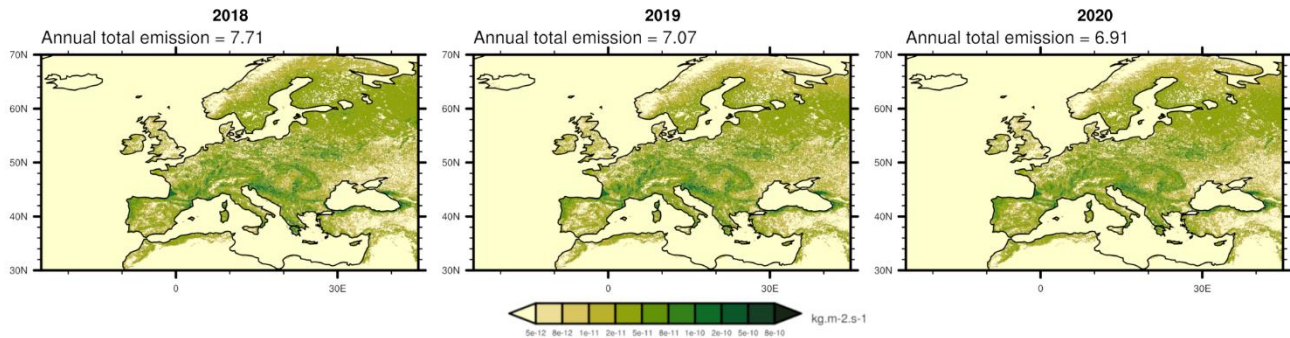 2018
Annual total emission = 7.71
70N
60N
50N
40N
30N
0
30E
2019
Annual total emission = 7.07
70N
60N
50N
40N
30N
0
30E
2020
Annual total emission = 6.91
70N
60N
50N
40N
30N
0
30E
5e-12 8e-12 1e-11 2e-11 5e-11 8e-11 1e-10 2e-10 5e-10 8e-10
kg.m-2.s-1